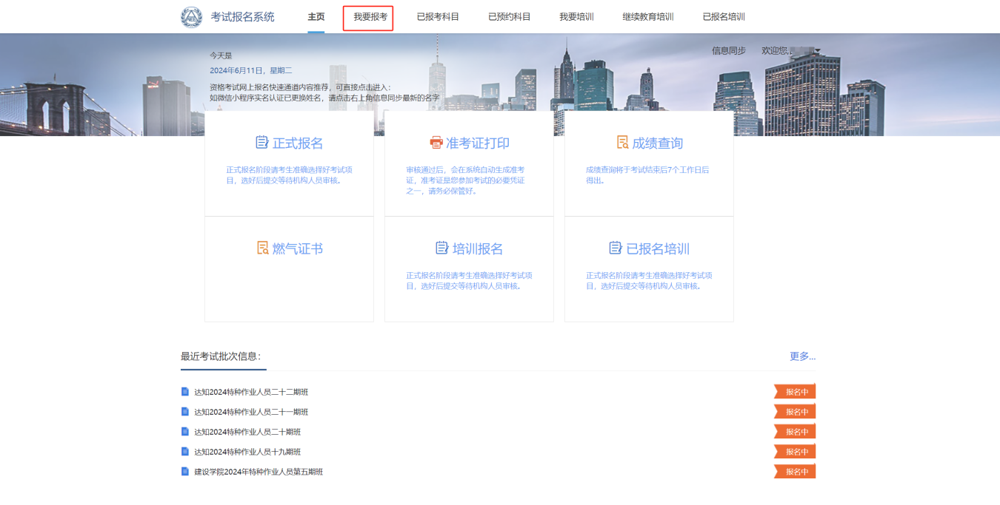 考试报名系统
主页
我要报考
已报考科目
已预约科目
我要培训
继续教育培训
已报名培训
信息同步
欢迎您,
今天是
2024年6月11日，星期二
资格考试网上报名快速通道内容推荐，可直接点击进入：
如微信小程序实名认证已更换姓名，请点击右上角信息同步最新的名字
正式报名
正式报名阶段请考生准确选择好考试项
目，选好后提交等待机构人员审核。
准考证打印
审核通过后，会在系统自动生成准考
证，准考证是您参加考试的必要凭证
之一，请务必保管好。
成绩查询
成绩查询将于考试结束后7个工作日后
得出。
燃气证书
培训报名
正式报名阶段请考生准确选择好考试项
目，选好后提交等待机构人员审核。
已报名培训
正式报名阶段请考生准确选择好考试项
目，选好后提交等待机构人员审核。
最近考试批次信息：
更多...
达知2024特种作业人员二十二期班
报名中
达知2024特种作业人员二十一期班
报名中
达知2024特种作业人员二十期班
报名中
达知2024特种作业人员十九期班
报名中
建设学院2024年特种作业人员第五期班
报名中